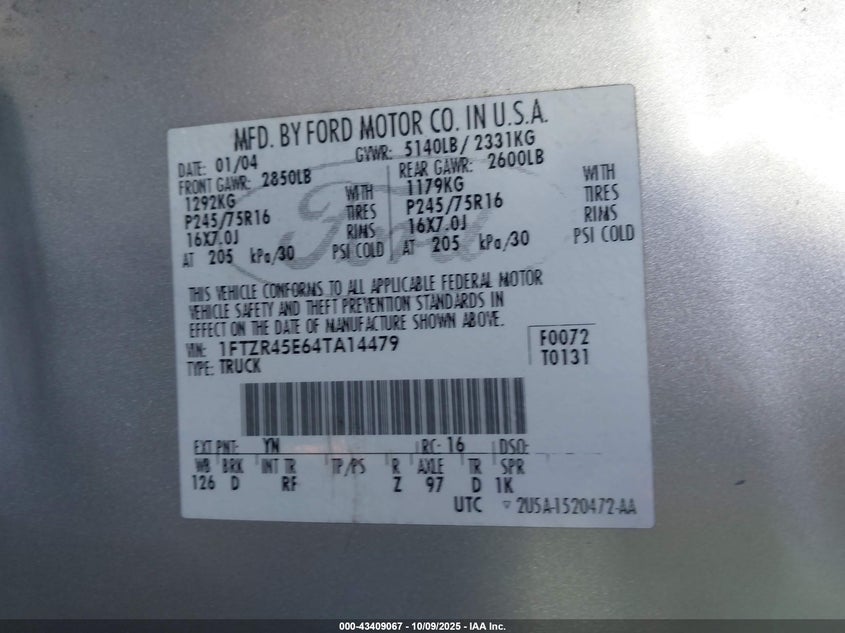 MFD. BY FORD MOTOR CO. IN U.S.A.
DATE: 01/04 GVWR: 5140LB/ 2331KG
FRONT GAWR: 2850LB REAR GAWR: 2600LB
1292KG WITH 1179KG WITH
P245/75R16 TIRES P245/75R16 TIRES
16X7.0J RIMS 16X7.0J RIMS
AT 205 kPa/30 PSI COLD AT 205 kPa/30 PSI COLD
Ford
THIS VEHICLE CONFORMS TO ALL APPLICABLE FEDERAL MOTOR
VEHICLE SAFETY AND THEFT PREVENTION STANDARDS IN
EFFECT ON THE DATE OF MANUFACTURE SHOWN ABOVE.
VIN: 1FTZR45E64TA14479 F0072
TYPE: TRUCK T0131
EXT PNT: YN RC: 16 DSO:
WB BRK INT TR TP/PS R AXLE TR SPR
126 D RF Z 97 D 1K
UTC ▽ 2U5A-1520472-AA
000-43409067 - 10/09/2025 - IAA Inc.